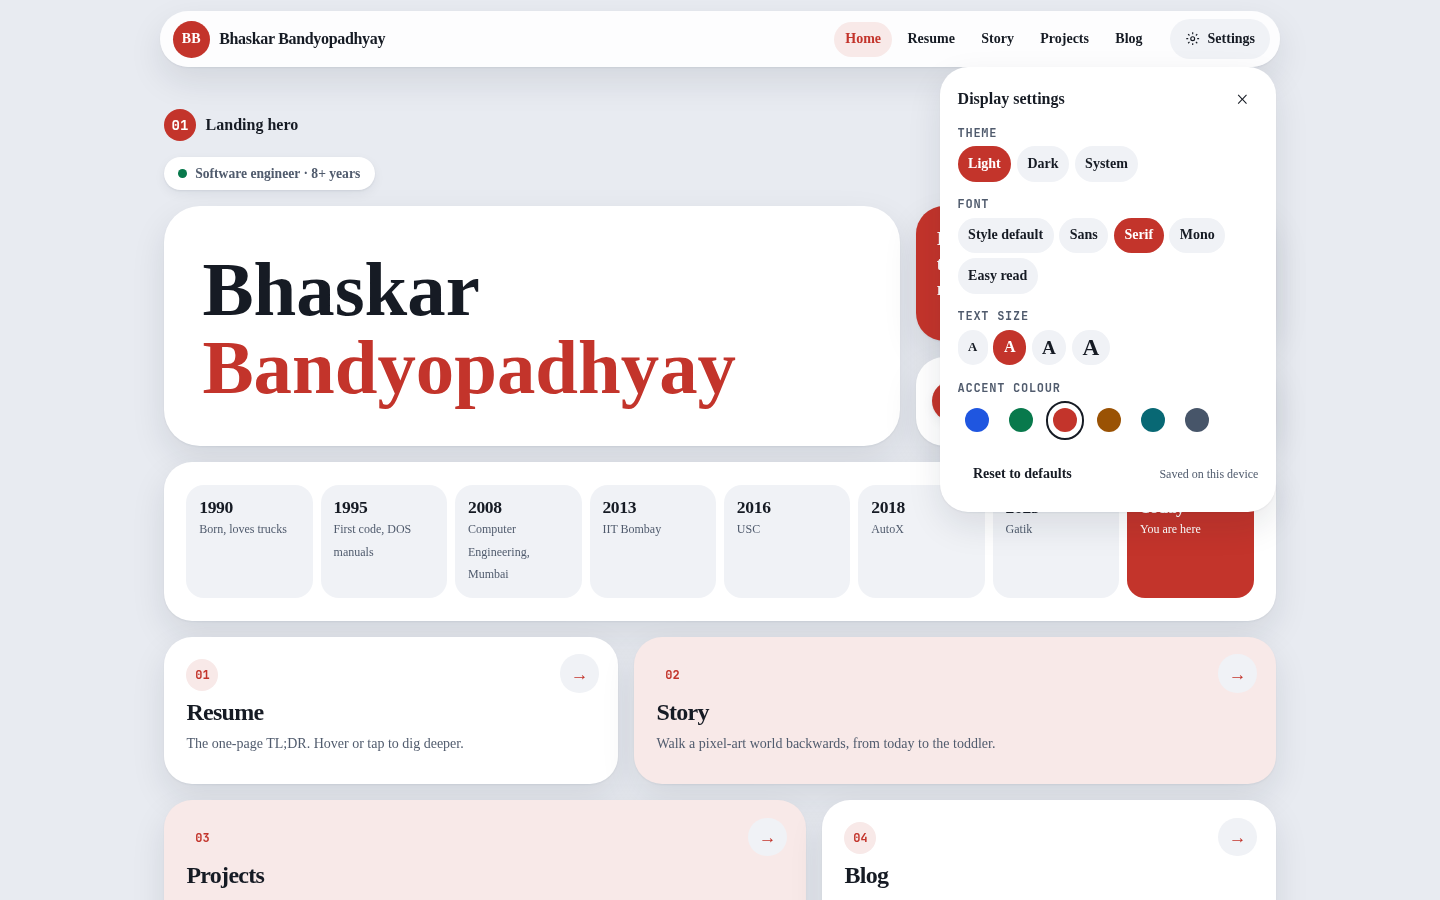 BB Bhaskar Bandyopadhyay
Home Resume Story Projects Blog Settings
01 Landing hero
Software engineer · 8+ years
Bhaskar
Bandyopadhyay
Display settings ×
THEME
Light Dark System
FONT
Style default Sans Serif Mono
Easy read
TEXT SIZE
A A A A
ACCENT COLOUR
Reset to defaults Saved on this device
1990
Born, loves trucks
1995
First code, DOS
manuals
2008
Computer
Engineering,
Mumbai
2013
IIT Bombay
2016
USC
2018
AutoX
Gatik
You are here
01 →
Resume
The one-page TL;DR. Hover or tap to dig deeper.
02 →
Story
Walk a pixel-art world backwards, from today to the toddler.
03 →
Projects
04 →
Blog